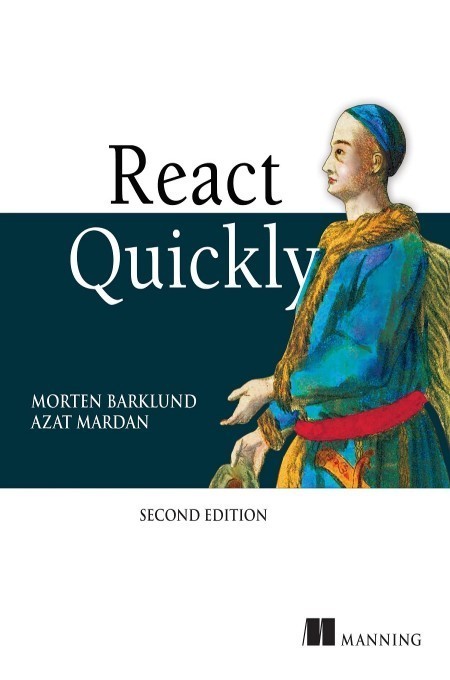 React
Quickly
MORTEN BARKLUND
AZAT MARDAN
SECOND EDITION
MANNING